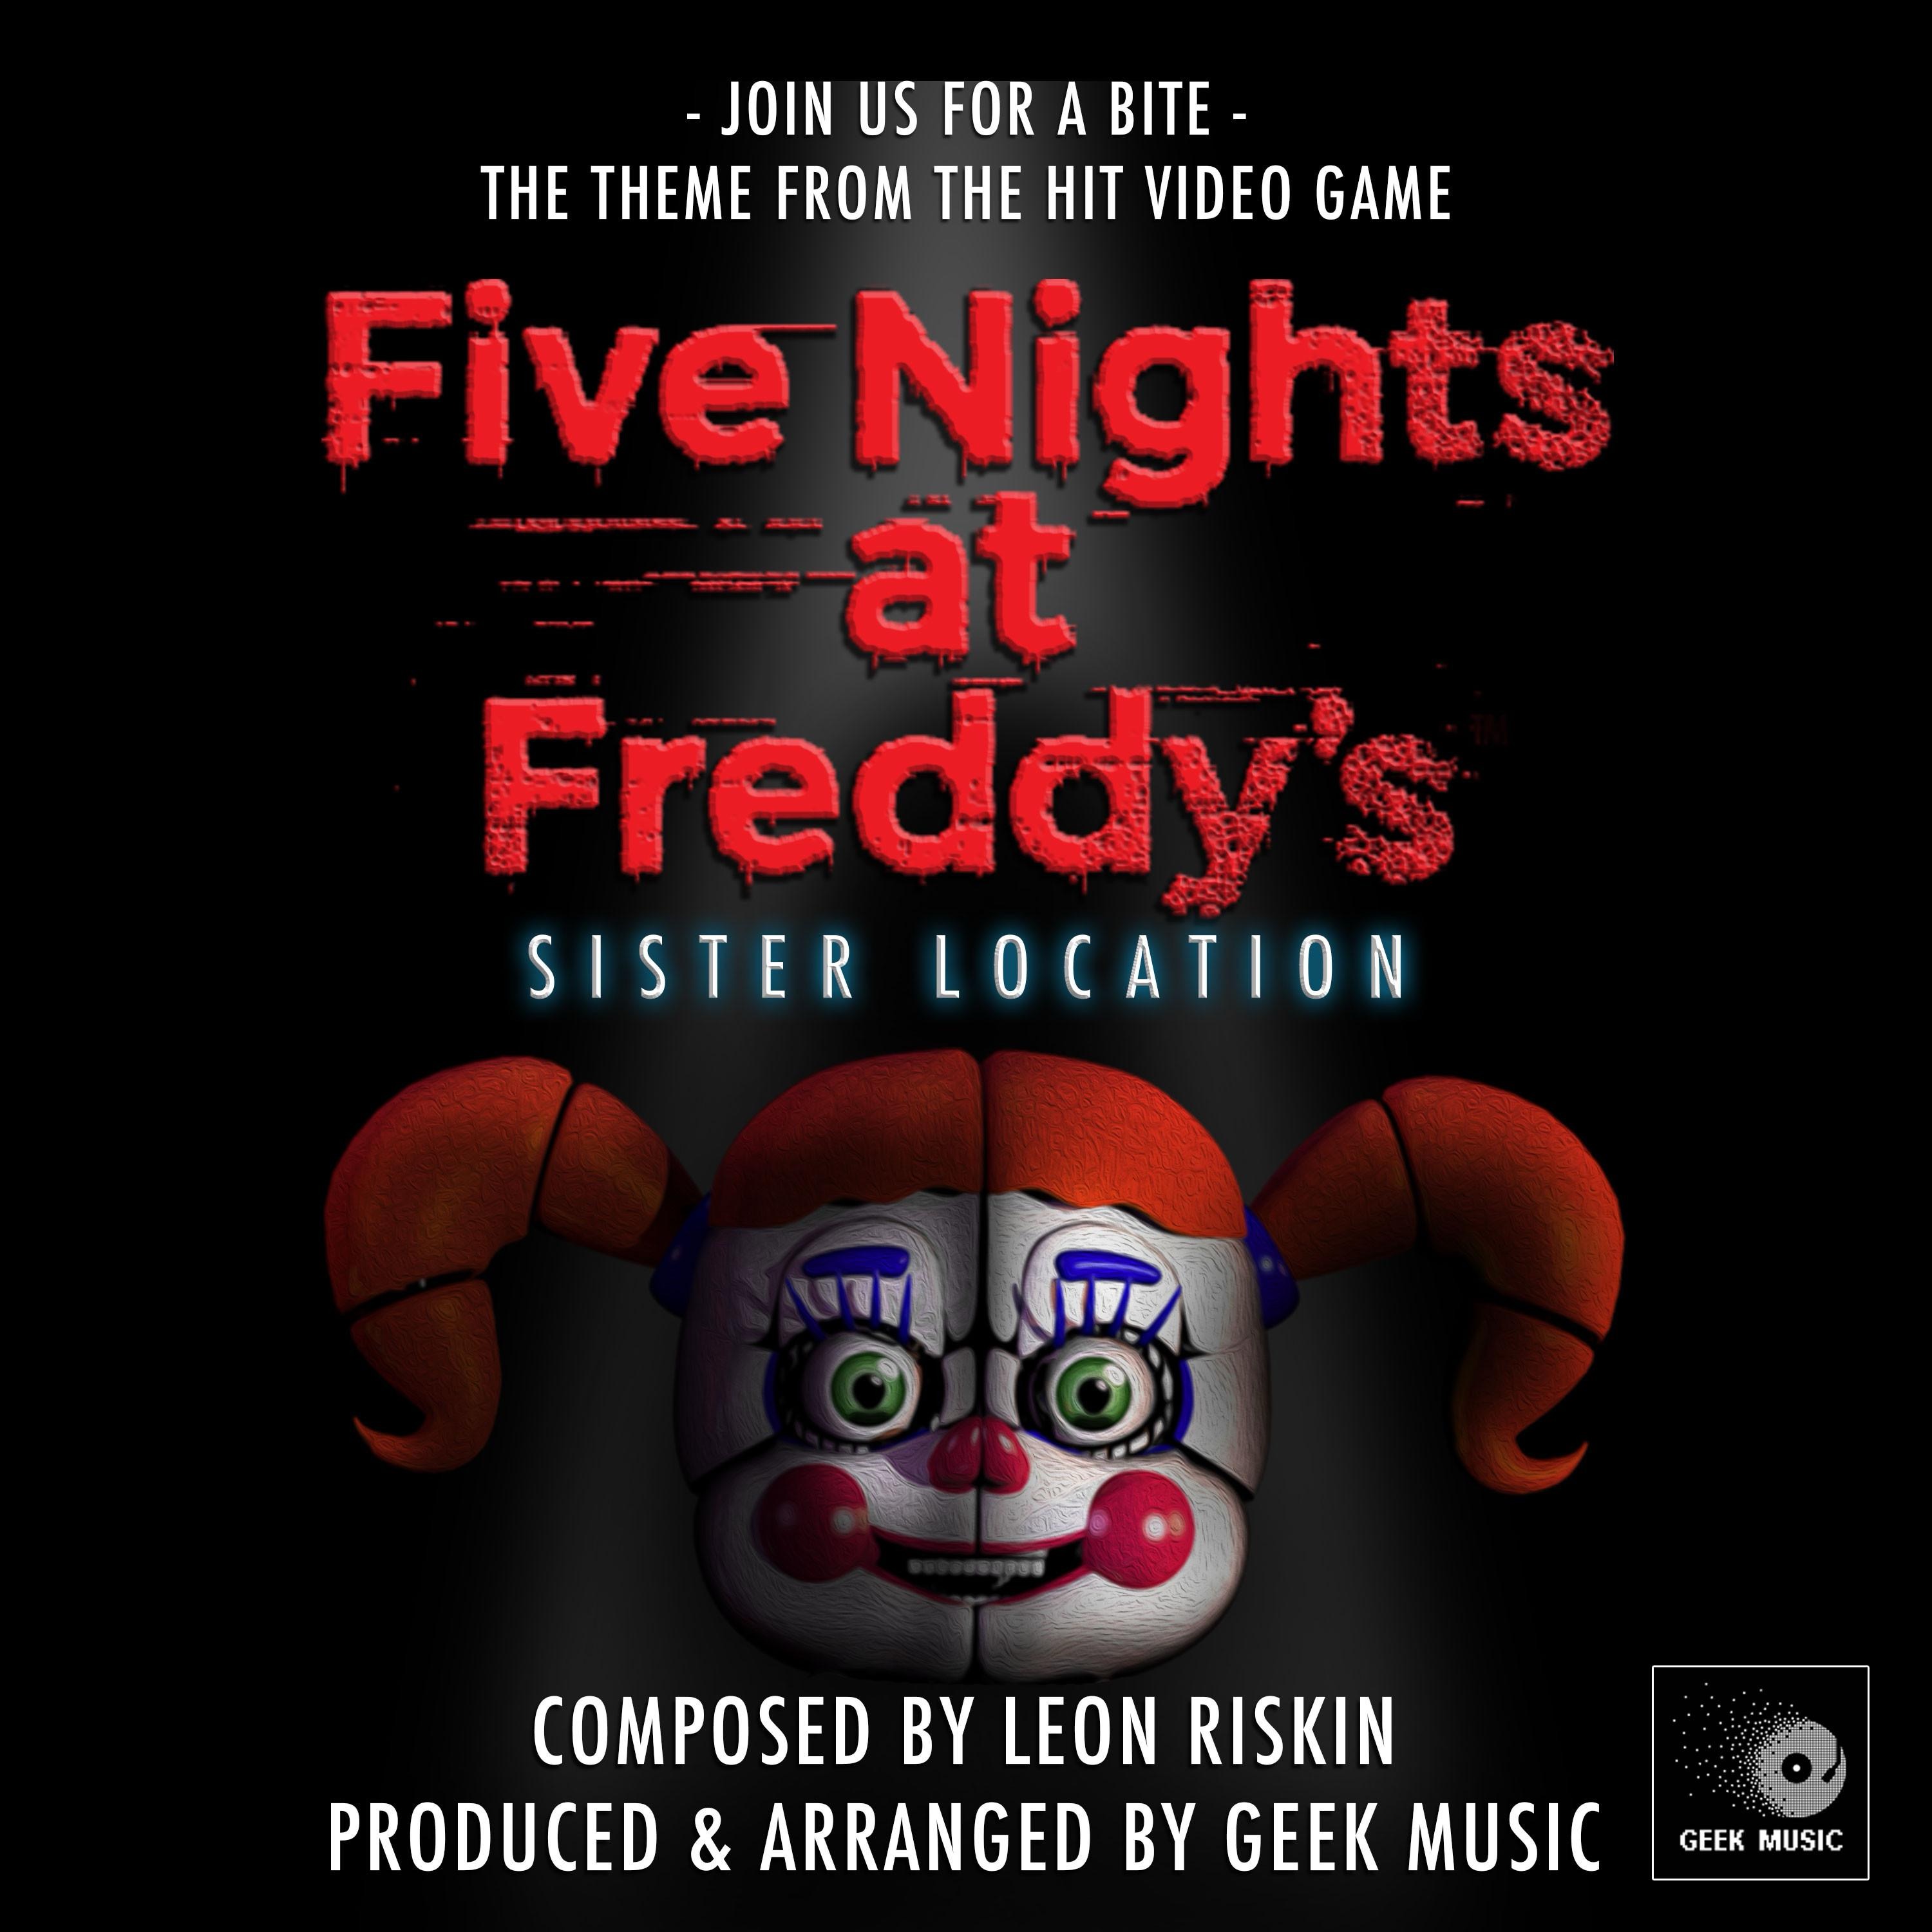 - JOIN US FOR A BITE -
THE THEME FROM THE HIT VIDEO GAME
Five Nights
at
Freddy's
SISTER LOCATION
COMPOSED BY LEON RISKIN
PRODUCED & ARRANGED BY GEEK MUSIC
GEEK MUSIC